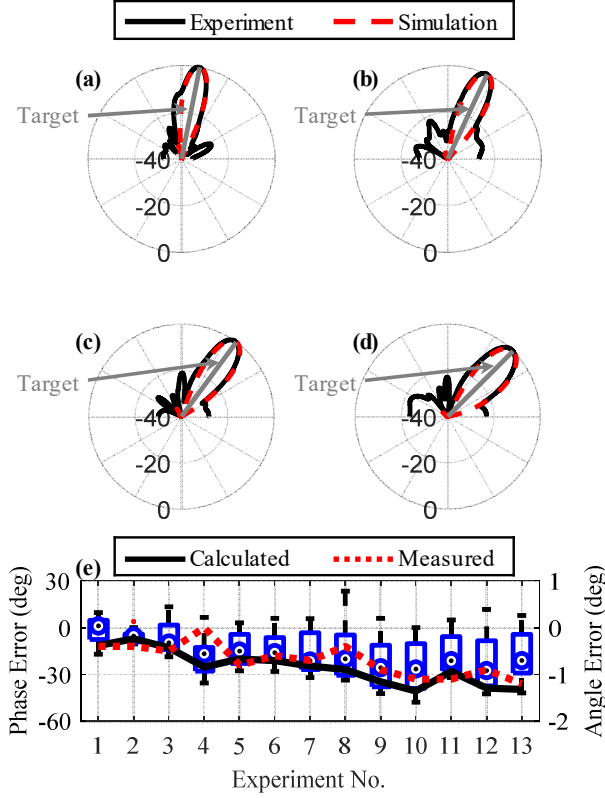 Experiment Simulation
(a) (b)
Target Target
-40 -40
-20 -20
0 0
(c) (d)
Target Target
-40 -40
-20 -20
0 0
(e) Calculated Measured
30 1
0 0
-30 -1
-60 -2
Phase Error (deg)
Angle Error (deg)
1 2 3 4 5 6 7 8 9 10 11 12 13
Experiment No.